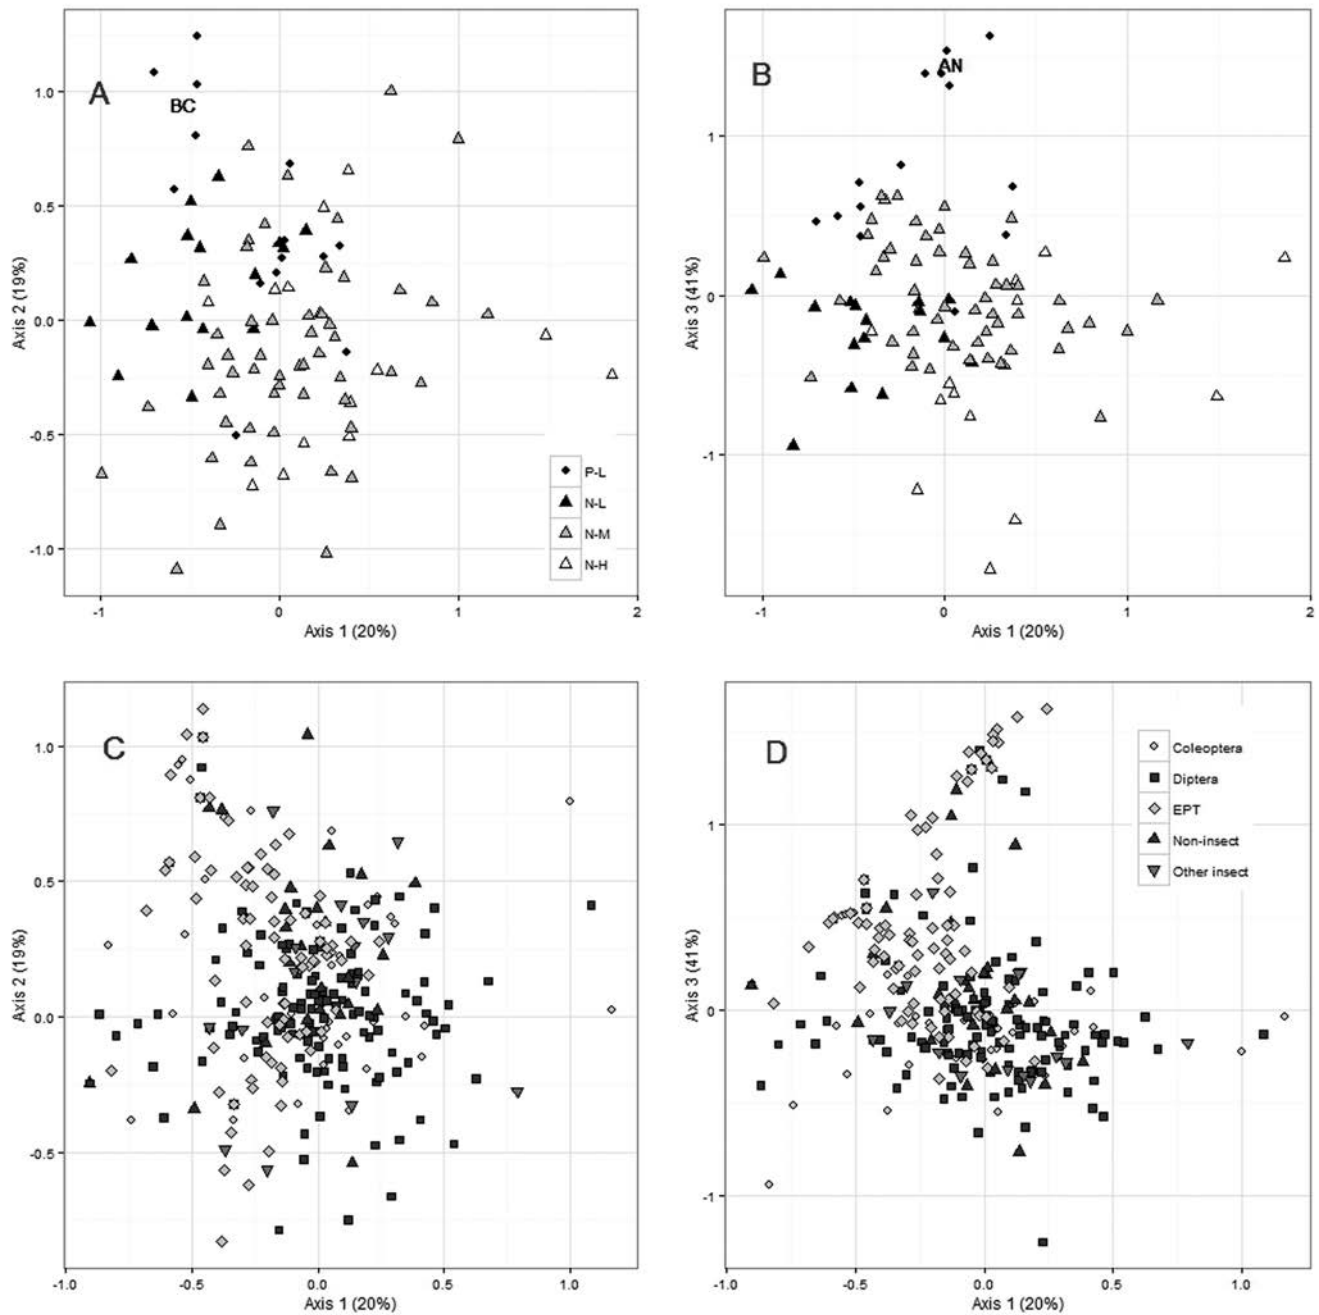 A
BC
1.0
0.5
0.0
-0.5
-1.0
Axis 2 (19%)
-1
0
1
2
Axis 1 (20%)
P-L
N-L
N-M
N-H
B
AN
1
0
-1
Axis 3 (41%)
-1
0
1
2
Axis 1 (20%)
C
1.0
0.5
0.0
-0.5
Axis 2 (19%)
-1.0
-0.5
0.0
0.5
1.0
Axis 1 (20%)
D
1
0
-1
Axis 3 (41%)
-1.0
-0.5
0.0
0.5
1.0
Axis 1 (20%)
Coleoptera
Diptera
EPT
Non-insect
Other insect